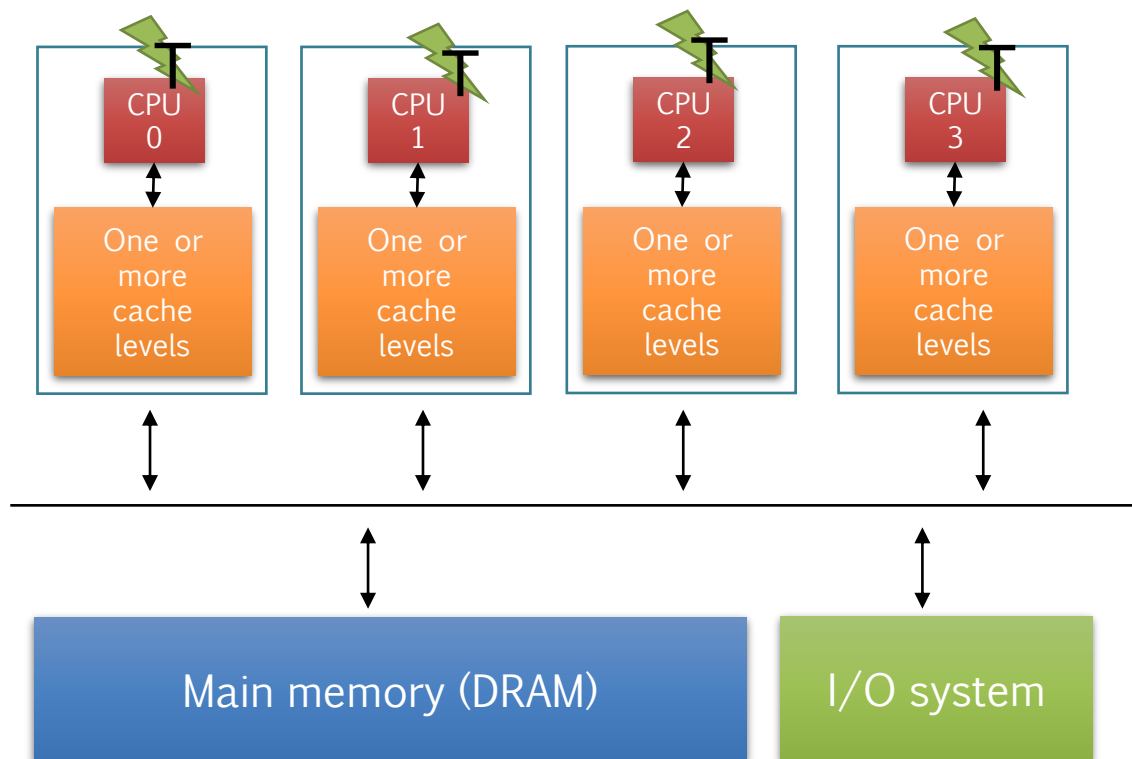 T
T
T
T
CPU
0
CPU
1
CPU
2
CPU
3
One or
more
cache
levels
One or
more
cache
levels
One or
more
cache
levels
One or
more
cache
levels
Main memory (DRAM)
I/O system